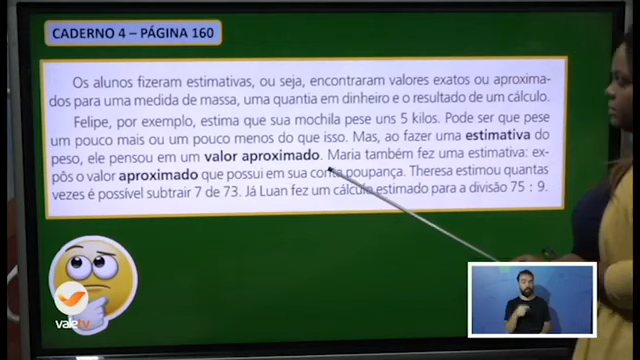 CADERNO 4 – PÁGINA 160
Os alunos fizeram estimativas, ou seja, encontraram valores exatos ou aproxima-
dos para uma medida de massa, uma quantia em dinheiro e o resultado de um cálculo.
Felipe, por exemplo, estima que sua mochila pese uns 5 kilos. Pode ser que pese
um pouco mais ou um pouco menos do que isso. Mas, ao fazer uma estimativa do
peso, ele pensou em um valor aproximado. Maria também fez uma estimativa: ex-
pôs o valor aproximado que possui em sua conta poupança. Theresa estimou quantas
vezes é possível subtrair 7 de 73. Já Luan fez um cálculo estimado para a divisão 75 : 9.
vale tv